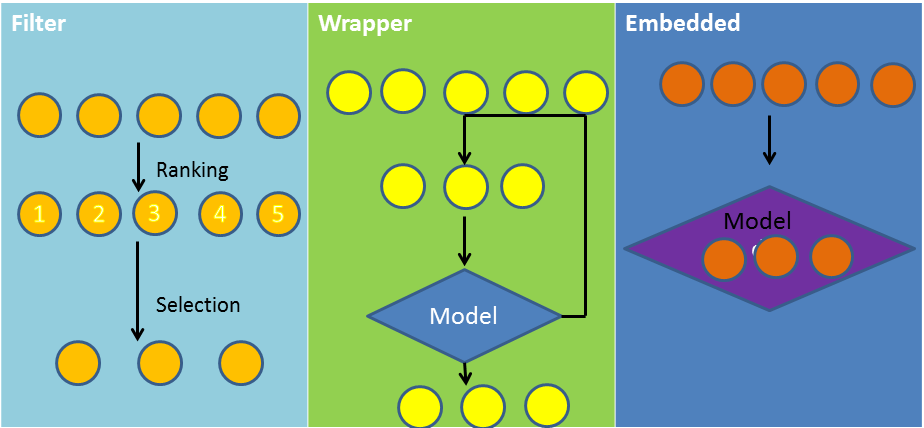 Filter
Ranking
1 2 3 4 5
Selection
Wrapper
Model
Embedded
Model